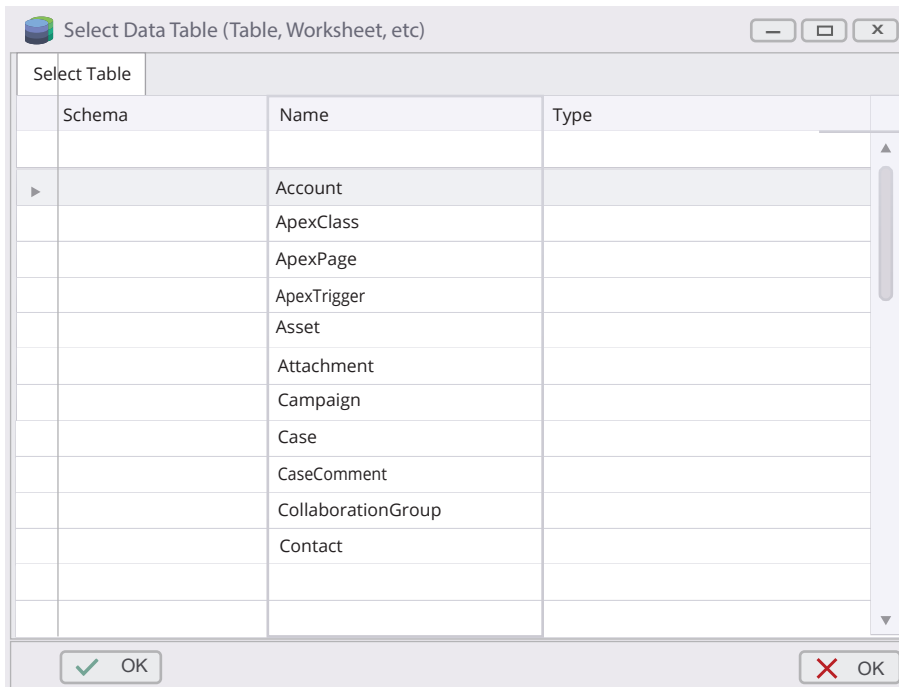 Select Data Table (Table, Worksheet, etc)
Select Table
Schema Name Type
Account
ApexClass
ApexPage
ApexTrigger
Asset
Attachment
Campaign
Case
CaseComment
CollaborationGroup
Contact
OK OK